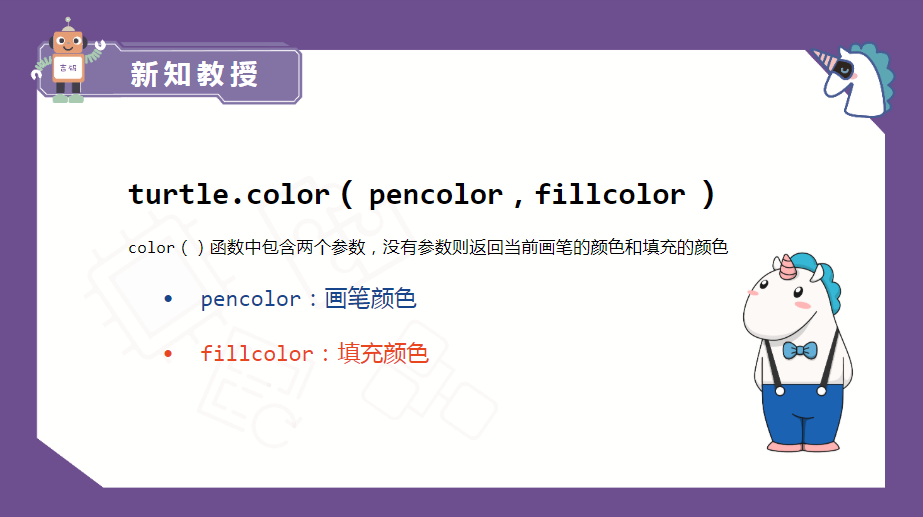 新知教授
turtle.color( pencolor,fillcolor )
color()函数中包含两个参数,没有参数则返回当前画笔的颜色和填充的颜色
• pencolor:画笔颜色
• fillcolor:填充颜色